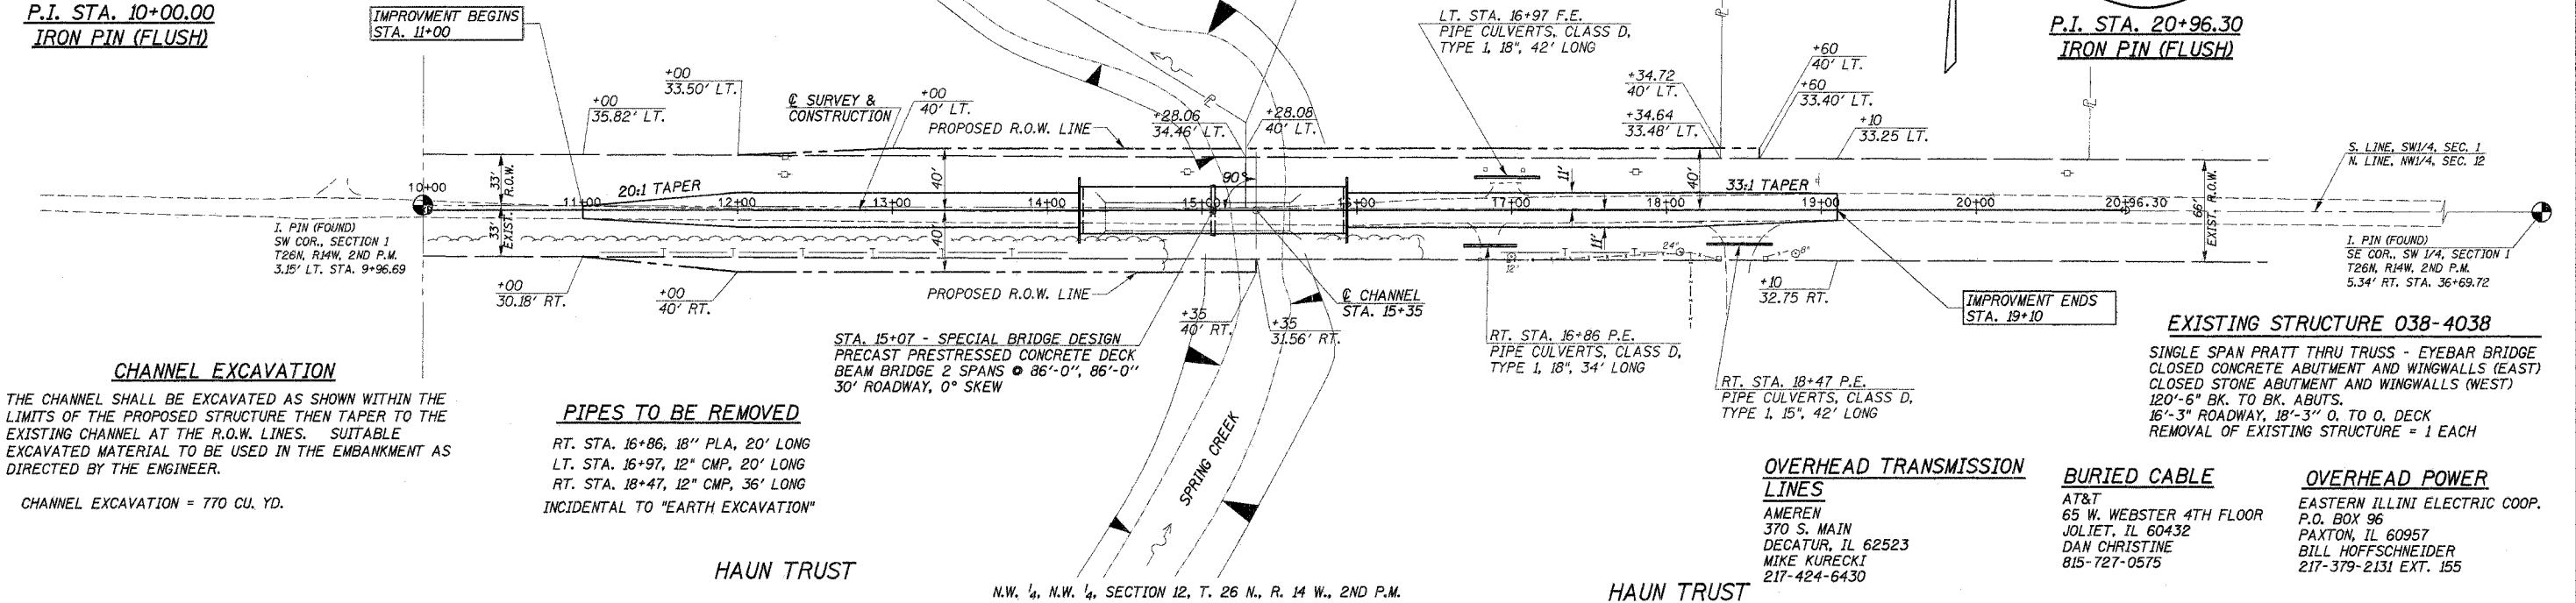 P.I. STA. 10+00.00
IRON PIN (FLUSH)
IMPROVMENT BEGINS
STA. 11+00
+00
35.82' LT.
+00
33.50' LT.
℄ SURVEY &
CONSTRUCTION
+00
40' LT.
PROPOSED R.O.W. LINE
+28.06
34.46' LT.
+28.08
40' LT.
LT. STA. 16+97 F.E.
PIPE CULVERTS, CLASS D,
TYPE 1, 18", 42' LONG
+34.72
40' LT.
+34.64
33.48' LT.
+60
40' LT.
+60
33.40' LT.
+10
33.25 LT.
P.I. STA. 20+96.30
IRON PIN (FLUSH)
S. LINE, SW1/4, SEC. 1
N. LINE, NW1/4, SEC. 12
10+00
33'
33'
EXIST. R.O.W.
11+00
20:1 TAPER
12+00
13+00
40'
40'
14+00
15+00
90°
16+00
17+00
11'
11'
18+00
40'
33:1 TAPER
19+00
20+00
20+96.30
66'
EXIST. R.O.W.
T
T
T
T
12"
24"
8"
I. PIN (FOUND)
SW COR., SECTION 1
T26N, R14W, 2ND P.M.
3.15' LT. STA. 9+96.69
I. PIN (FOUND)
SE COR., SW 1/4, SECTION 1
T26N, R14W, 2ND P.M.
5.34' RT. STA. 36+69.72
+00
30.18' RT.
+00
40' RT.
PROPOSED R.O.W. LINE
+35
40' RT.
+35
31.56' RT.
℄ CHANNEL
STA. 15+35
+10
32.75 RT.
IMPROVMENT ENDS
STA. 19+10
STA. 15+07 - SPECIAL BRIDGE DESIGN
PRECAST PRESTRESSED CONCRETE DECK
BEAM BRIDGE 2 SPANS @ 86'-0", 86'-0"
30' ROADWAY, 0° SKEW
RT. STA. 16+86 P.E.
PIPE CULVERTS, CLASS D,
TYPE 1, 18", 34' LONG
RT. STA. 18+47 P.E.
PIPE CULVERTS, CLASS D,
TYPE 1, 15", 42' LONG
EXISTING STRUCTURE 038-4038
SINGLE SPAN PRATT THRU TRUSS - EYEBAR BRIDGE
CLOSED CONCRETE ABUTMENT AND WINGWALLS (EAST)
CLOSED STONE ABUTMENT AND WINGWALLS (WEST)
120'-6" BK. TO BK. ABUTS.
16'-3" ROADWAY, 18'-3" O. TO O. DECK
REMOVAL OF EXISTING STRUCTURE = 1 EACH
CHANNEL EXCAVATION
THE CHANNEL SHALL BE EXCAVATED AS SHOWN WITHIN THE
LIMITS OF THE PROPOSED STRUCTURE THEN TAPER TO THE
EXISTING CHANNEL AT THE R.O.W. LINES. SUITABLE
EXCAVATED MATERIAL TO BE USED IN THE EMBANKMENT AS
DIRECTED BY THE ENGINEER.
CHANNEL EXCAVATION = 770 CU. YD.
PIPES TO BE REMOVED
RT. STA. 16+86, 18" PLA, 20' LONG
LT. STA. 16+97, 12" CMP, 20' LONG
RT. STA. 18+47, 12" CMP, 36' LONG
INCIDENTAL TO "EARTH EXCAVATION"
SPRING CREEK
OVERHEAD TRANSMISSION
LINES
AMEREN
370 S. MAIN
DECATUR, IL 62523
MIKE KURECKI
217-424-6430
BURIED CABLE
AT&T
65 W. WEBSTER 4TH FLOOR
JOLIET, IL 60432
DAN CHRISTINE
815-727-0575
OVERHEAD POWER
EASTERN ILLINI ELECTRIC COOP.
P.O. BOX 96
PAXTON, IL 60957
BILL HOFFSCHNEIDER
217-379-2131 EXT. 155
HAUN TRUST
N.W. 1/4, N.W. 1/4, SECTION 12, T. 26 N., R. 14 W., 2ND P.M.
HAUN TRUST